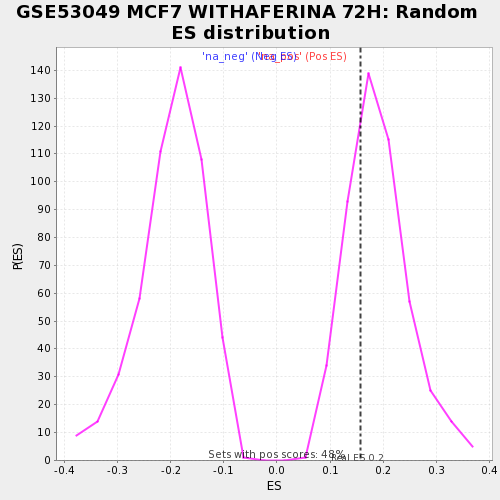 GSE53049 MCF7 WITHAFERINA 72H: Random
ES distribution
'na_neg' (Neg ES) 'na_pos' (Pos ES)
140
130
120
110
100
90
80
70
60
50
40
30
20
10
0
P(ES)
Sets with pos scores: 48%
Real ES 0.2
-0.4 -0.3 -0.2 -0.1 0.0 0.1 0.2 0.3 0.4
ES